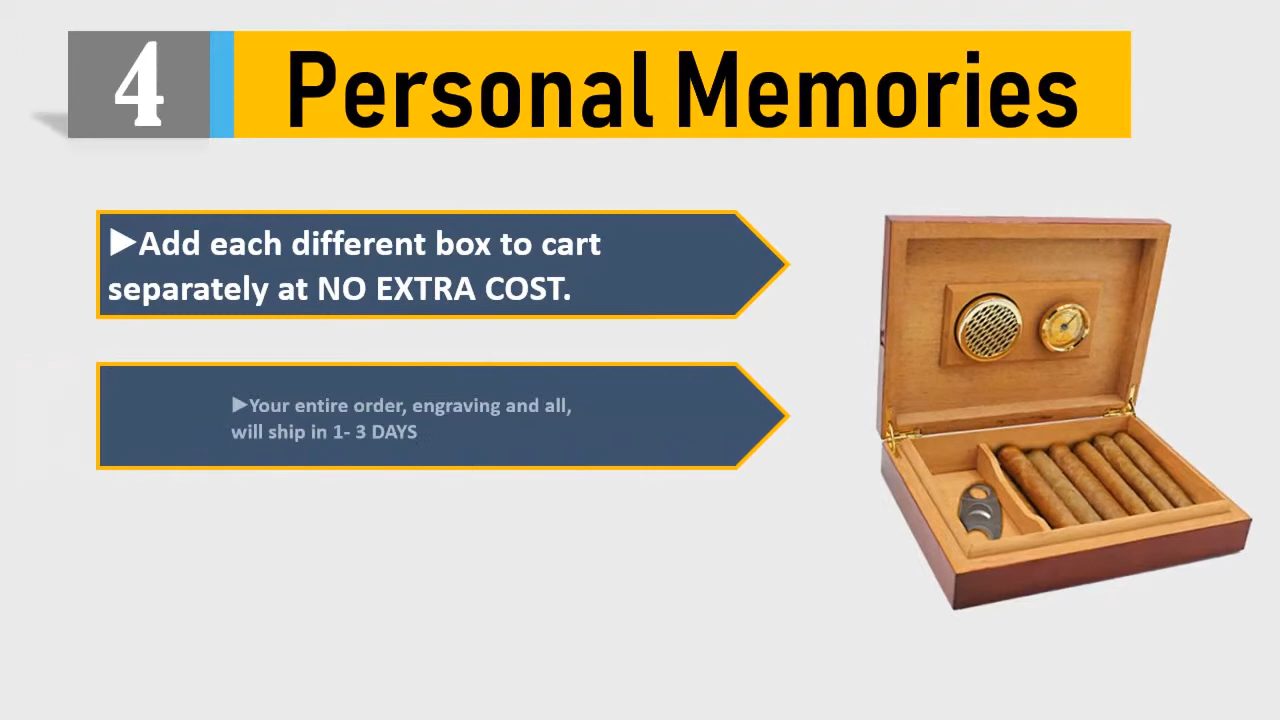 4 Personal Memories
►Add each different box to cart
separately at NO EXTRA COST.
►Your entire order, engraving and all,
will ship in 1- 3 DAYS